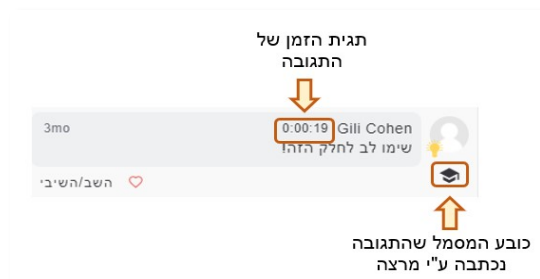 תגית הזמן של
התגובה
Gili Cohen 0:00:19 3mo
שימו לב לחלק הזה!
השב/השיבי
כובע המסמל שהתגובה
נכתבה ע"י מרצה